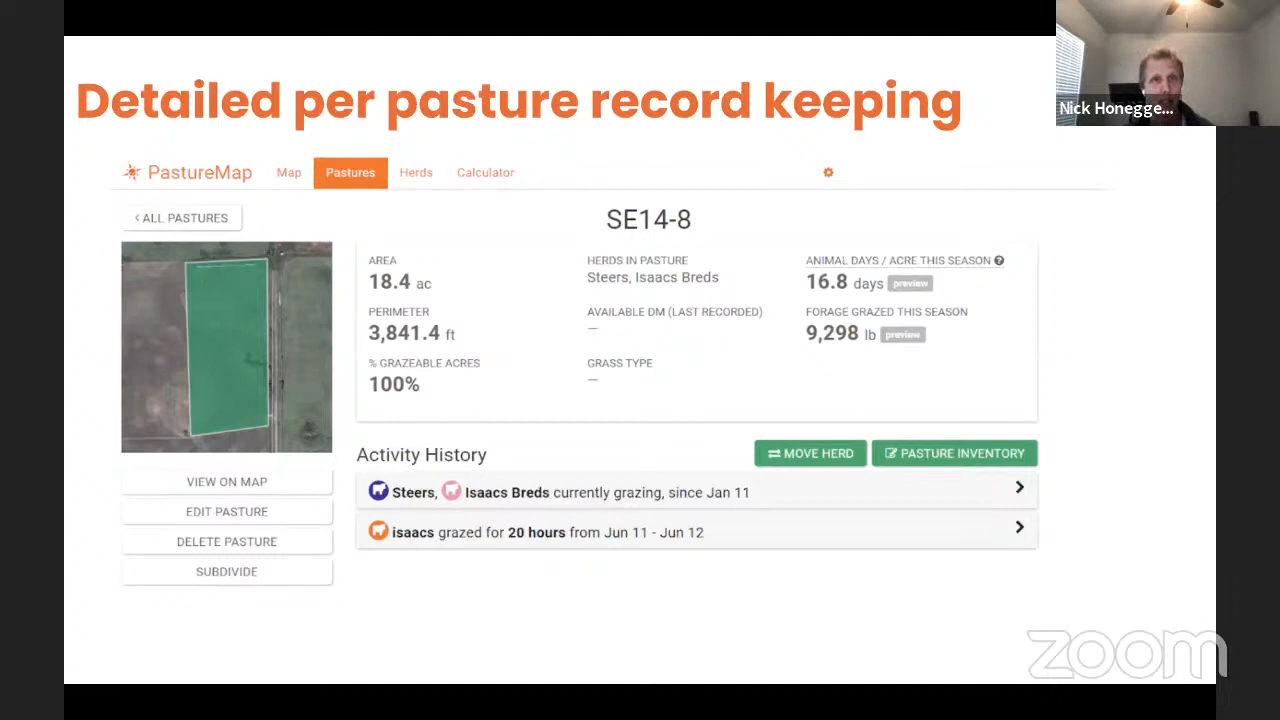 Detailed per pasture record keeping
Nick Honegge...
PastureMap
Map
Pastures
Herds
Calculator
‹ ALL PASTURES
SE14-8
AREA
18.4 ac
PERIMETER
3,841.4 ft
% GRAZEABLE ACRES
100%
HERDS IN PASTURE
Steers, Isaacs Breds
AVAILABLE DM (LAST RECORDED)
—
GRASS TYPE
—
ANIMAL DAYS / ACRE THIS SEASON ?
16.8 days preview
FORAGE GRAZED THIS SEASON
9,298 lb preview
VIEW ON MAP
EDIT PASTURE
DELETE PASTURE
SUBDIVIDE
Activity History
MOVE HERD
PASTURE INVENTORY
Steers, Isaacs Breds currently grazing, since Jan 11
isaacs grazed for 20 hours from Jun 11 - Jun 12
zoom